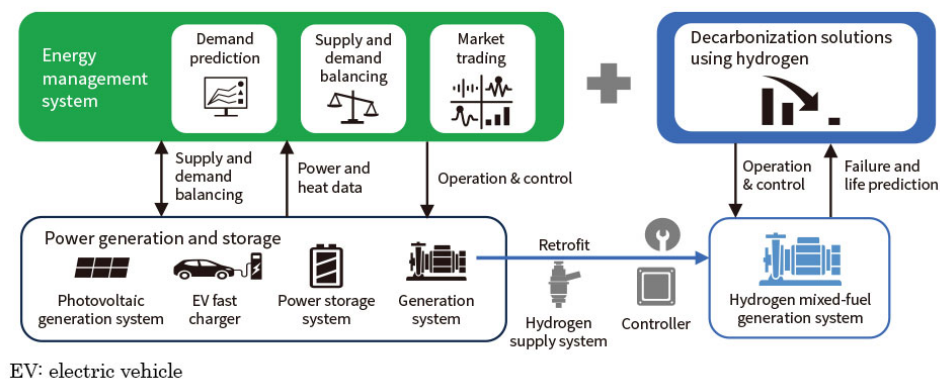 Energy
management
system
Demand
prediction
Supply and
demand
balancing
Market
trading
Decarbonization solutions
using hydrogen
Supply and
demand
balancing
Power and
heat data
Operation & control
Operation
& control
Failure and
life prediction
Power generation and storage
Photovoltaic
generation system
EV fast
charger
Power storage
system
Generation
system
Retrofit
Hydrogen
supply system
Controller
Hydrogen mixed-fuel
generation system
EV: electric vehicle